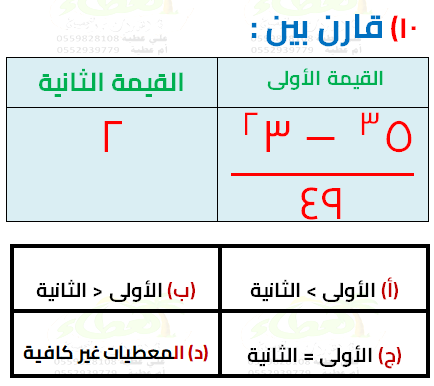 ١٠) قارن بين :
علي عطية 0559828108
أم عطية 0552939779
القيمة الأولى القيمة الثانية
٥^٣ − ٣^٢ ٢
٤٩
(أ) الأولى < الثانية (ب) الأولى > الثانية
(ج) الأولى = الثانية (د) المعطيات غير كافية